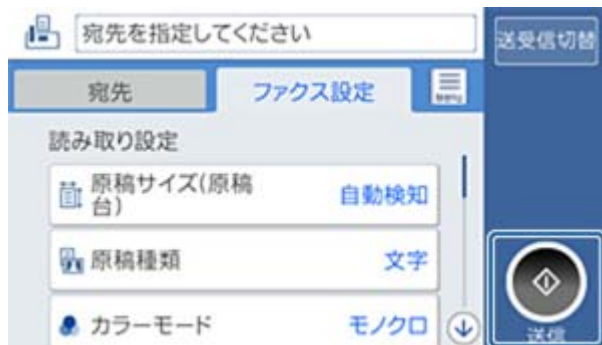 宛先を指定してください
送受信切替
宛先
ファクス設定
Menu
読み取り設定
原稿サイズ(原稿
台)
自動検知
原稿種類
文字
カラーモード
モノクロ
送信